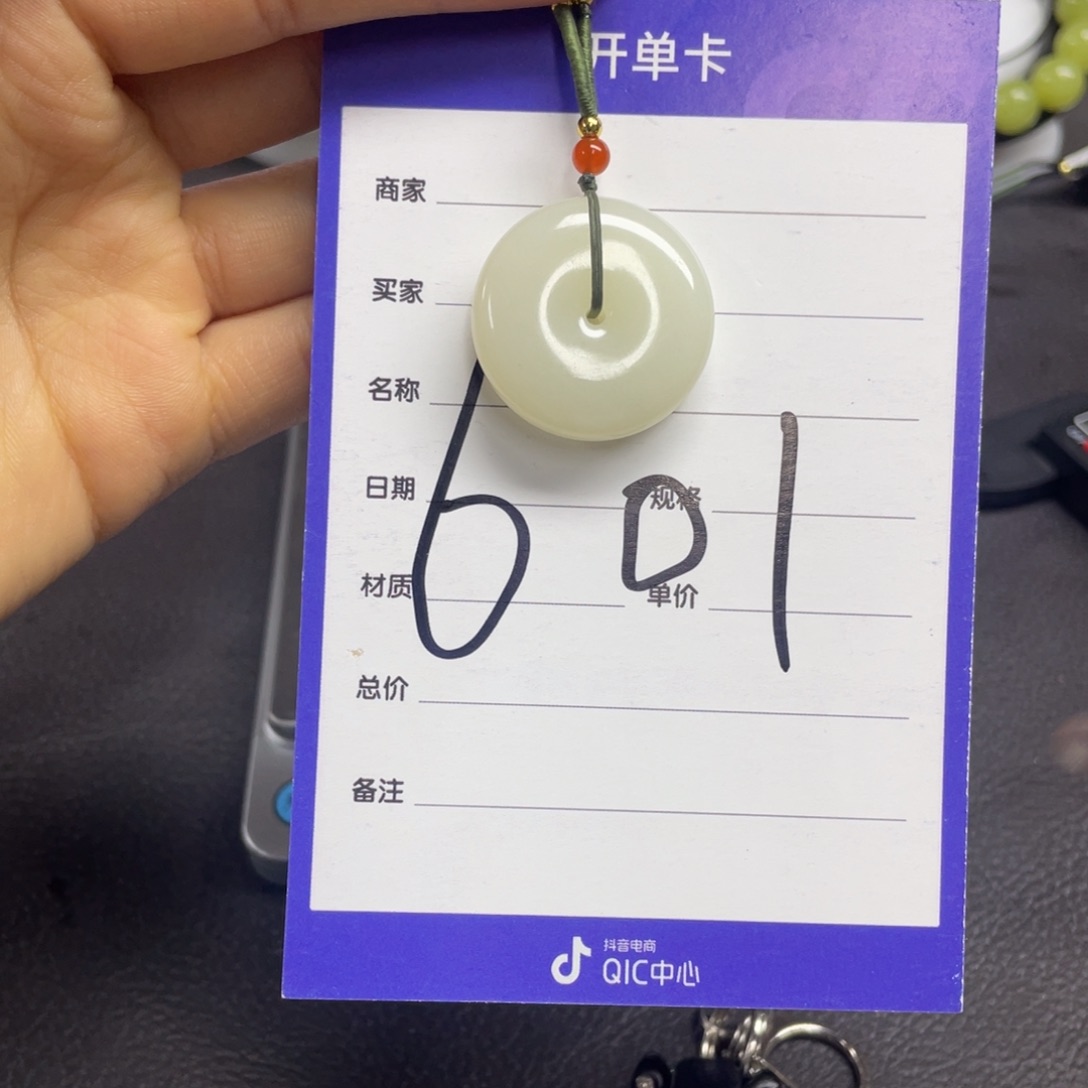 开单卡
商家
买家
名称
日期 规格
材质 单价
601
总价
备注
抖音电商
QIC中心